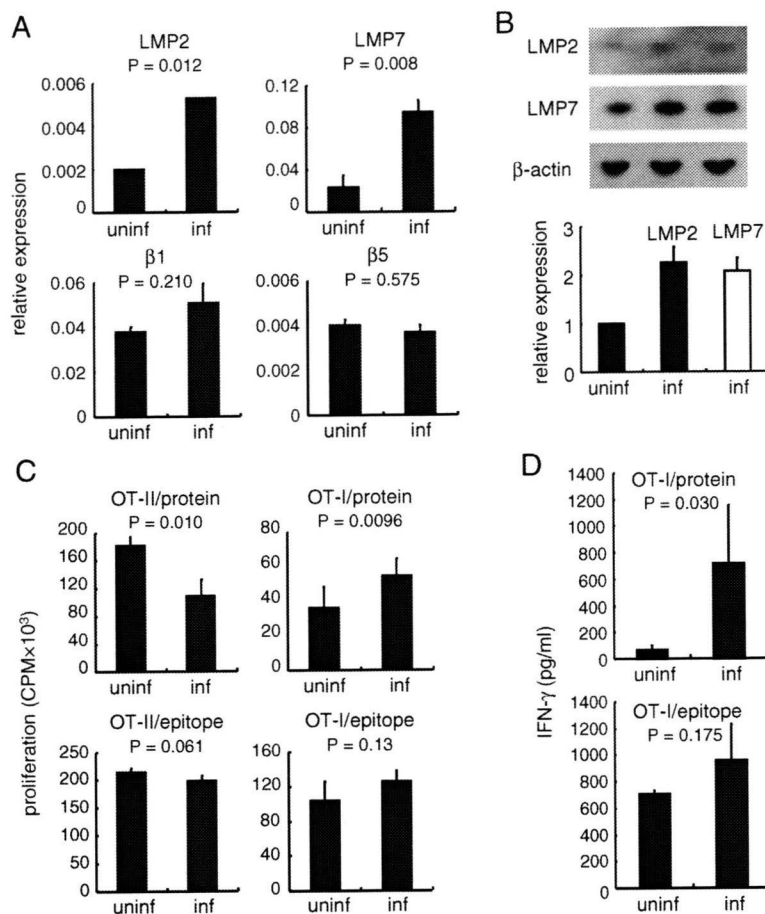 A
LMP2
P = 0.012
0.006
0.004
0.002
0
uninf
inf
LMP7
P = 0.008
0.12
0.08
0.04
0
uninf
inf
relative expression
β1
P = 0.210
0.06
0.04
0.02
0
uninf
inf
β5
P = 0.575
0.006
0.004
0.002
0
uninf
inf
B
LMP2
LMP7
β-actin
relative expression
3
2
1
0
LMP2
LMP7
uninf
inf
inf
C
proliferation (CPM×10³)
OT-II/protein
P = 0.010
200
160
120
80
40
0
uninf
inf
OT-I/protein
P = 0.0096
80
60
40
20
0
uninf
inf
OT-II/epitope
P = 0.061
250
200
150
100
50
0
uninf
inf
OT-I/epitope
P = 0.13
160
120
80
40
0
uninf
inf
D
IFN-γ (pg/ml)
OT-I/protein
P = 0.030
1400
1200
1000
800
600
400
200
0
uninf
inf
OT-I/epitope
P = 0.175
1400
1200
1000
800
600
400
200
0
uninf
inf